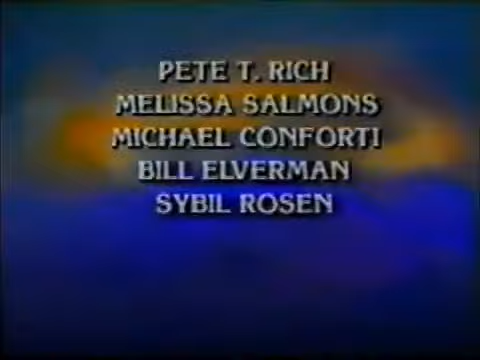 PETE T. RICH
MELISSA SALMONS
MICHAEL CONFORTI
BILL ELVERMAN
SYBIL ROSEN